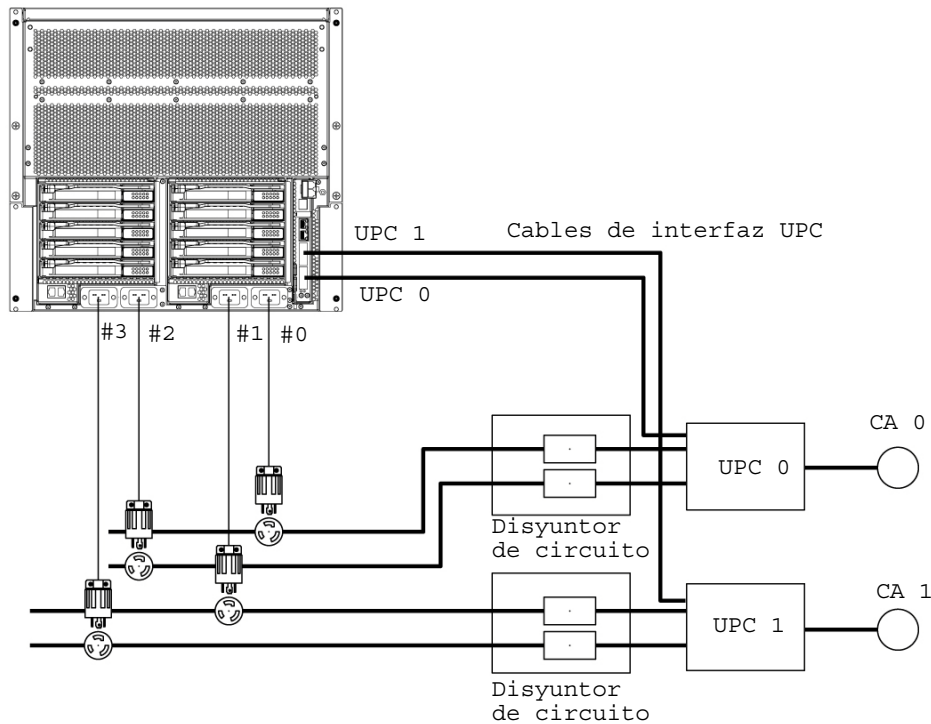 UPC 1
Cables de interfaz UPC
UPC 0
#3
#2
#1
#0
CA 0
UPC 0
Disyuntor
de circuito
CA 1
UPC 1
Disyuntor
de circuito